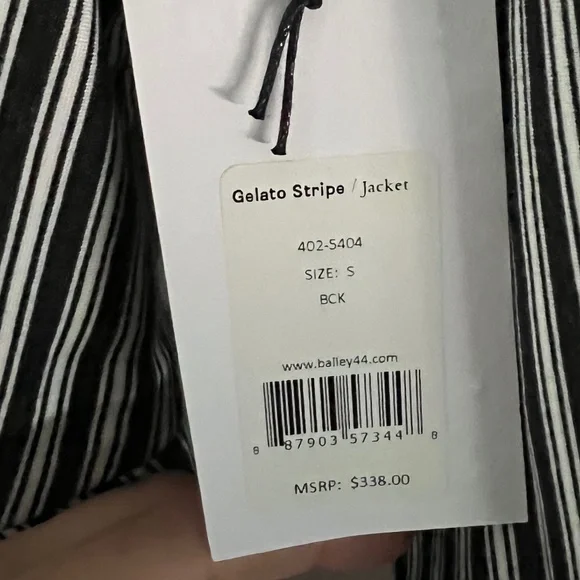 Gelato Stripe / Jacket
402-5404
SIZE: S
BCK
www.bailey44.com
8 87903 57344 8
MSRP: $338.00